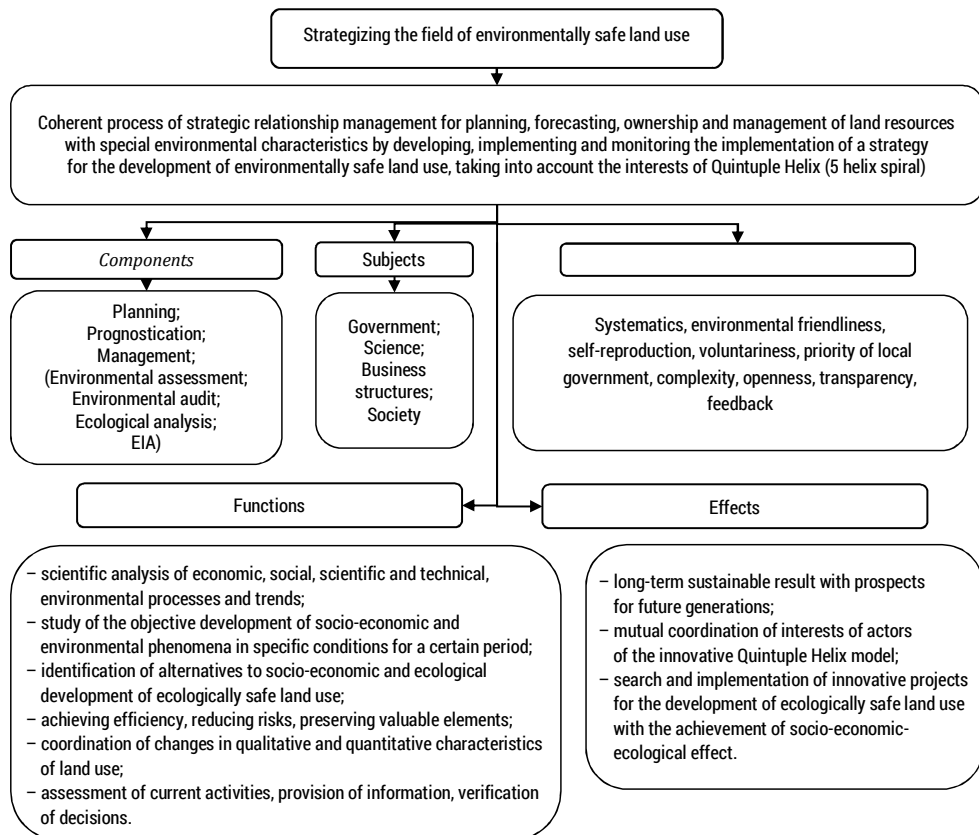 Strategizing the field of environmentally safe land use
Coherent process of strategic relationship management for planning, forecasting, ownership and management of land resources
with special environmental characteristics by developing, implementing and monitoring the implementation of a strategy
for the development of environmentally safe land use, taking into account the interests of Quintuple Helix (5 helix spiral)
Components
Subjects
Planning;
Prognostication;
Management;
(Environmental assessment;
Environmental audit;
Ecological analysis;
EIA)
Government;
Science;
Business
structures;
Society
Systematics, environmental friendliness,
self-reproduction, voluntariness, priority of local
government, complexity, openness, transparency,
feedback
Functions
Effects
– scientific analysis of economic, social, scientific and technical,
environmental processes and trends;
– study of the objective development of socio-economic and
environmental phenomena in specific conditions for a certain period;
– identification of alternatives to socio-economic and ecological
development of ecologically safe land use;
– achieving efficiency, reducing risks, preserving valuable elements;
– coordination of changes in qualitative and quantitative characteristics
of land use;
– assessment of current activities, provision of information, verification
of decisions.
– long-term sustainable result with prospects
for future generations;
– mutual coordination of interests of actors
of the innovative Quintuple Helix model;
– search and implementation of innovative projects
for the development of ecologically safe land use
with the achievement of socio-economic-
ecological effect.